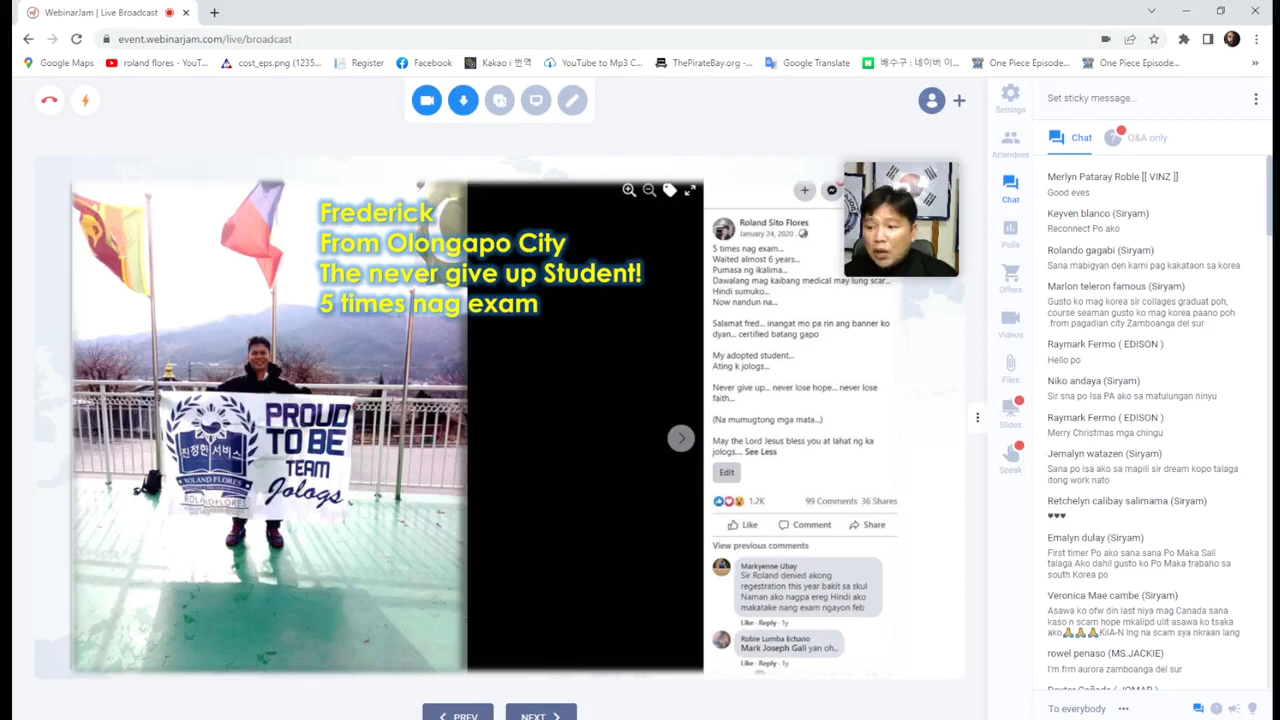 WebinarJam | Live Broadcast
event.webinarjam.com/live/broadcast
Google Maps
roland flores - YouT...
cost_eps.png (1235...
Register
Facebook
Kakao i 번역
YouTube to Mp3 C...
ThePirateBay.org -...
Google Translate
배수구 : 네이버 이...
One Piece Episode...
One Piece Episode...
Frederick
From Olongapo City
The never give up Student!
5 times nag exam
진정한서비스
ROLAND FLORES
PROUD
TO BE
TEAM
Jologs
Roland Sito Flores
January 24, 2020
5 times nag exam...
Waited almost 6 years...
Pumasa ng ikalima...
Dawalang mag kaibang medical may lung scar...
Hindi sumuko...
Now nandun na...
Salamat fred... inangat mo pa rin ang banner ko
dyan... certified batang gapo
My adopted student...
Ating k jologs...
Never give up... never lose hope... never lose
faith...
(Na mumugtong mga mata...)
May the Lord Jesus bless you at lahat ng ka
jologs... See Less
Edit
1.2K
99 Comments 36 Shares
Like
Comment
Share
View previous comments
Markyenne Ubay
Sir Roland denied akong
regestration this year bakit sa skul
Naman ako nagpa ereg Hindi ako
makatake nang exam ngayon feb
Like · Reply · 1y
Robie Lumba Echano
Mark Joseph Gali yan oh..
Like · Reply · 1y
PREV
NEXT
Settings
Attendees
Chat
Polls
Offers
Videos
Files
Slides
Speak
Set sticky message...
Chat
Q&A only
Merlyn Pataray Roble [[ VINZ ]]
Good eves
Keyven blanco (Siryam)
Reconnect Po ako
Rolando gagabi (Siryam)
Sana mabigyan den kami pag kakataon sa korea
Marlon teleron famous (Siryam)
Gusto ko mag korea sir collages graduat poh,
course seaman gustoko ko mag korea paano poh
.from pagadian city Zamboanga del sur
Raymark Fermo ( EDISON )
Hello po
Niko andaya (Siryam)
Sir sna po isa PA ako sa matulungan ninyu
Raymark Fermo ( EDISON )
Merry Christmas mga chingu
Jemalyn watazen (Siryam)
Sana po isa ako sa mapili sir dream kopo talaga
itong work nato
Retchelyn calibay salimama (Siryam)
♥♥♥
Emalyn dulay (Siryam)
First timer Po ako sana sana Po Maka Sali
talaga Ako dahil gusto ko Po Maka trabaho sa
south Korea po
Veronica Mae cambe (Siryam)
Asawa ko ofw din last niya mag Canada sana
kaso n scam hope mkalipd ulit asawa ko tsaka
ako🙏🙏🙏KilA-N lng na scam sya nkraan lang
rowel penaso (MS.JACKIE)
I'm frm aurora zamboanga del sur
To everybody